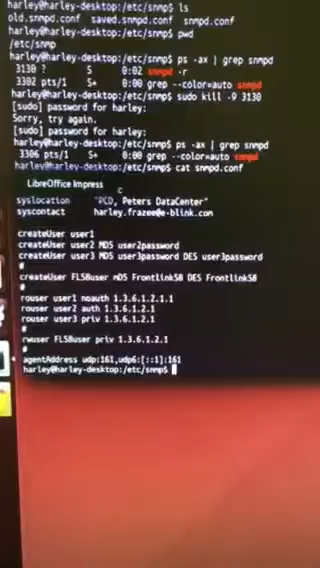 harley@harley-desktop:/etc/snmp$ ls
old.snmpd.conf saved.snmpd.conf snmpd.conf
harley@harley-desktop:/etc/snmp$ pwd
/etc/snmp
harley@harley-desktop:/etc/snmp$ ps -ax | grep snmpd
3130 ? S 0:02 snmpd -r
3302 pts/1 S+ 0:00 grep --color=auto snmpd
harley@harley-desktop:/etc/snmp$ sudo kill -9 3130
[sudo] password for harley:
Sorry, try again.
[sudo] password for harley:
harley@harley-desktop:/etc/snmp$ ps -ax | grep snmpd
3306 pts/1 S+ 0:00 grep --color=auto snmpd
harley@harley-desktop:/etc/snmp$ cat snmpd.conf
LibreOffice Impress
c
syslocation "PCD, Peters DataCenter"
syscontact harley.frazee@e-blink.com
createUser user1
createUser user2 MD5 user2password
createUser user3 MD5 user3password DES user3password
#
createUser FLSBuser MD5 FrontlinkSB DES FrontlinkSB
#
rouser user1 noauth 1.3.6.1.2.1.1
rouser user2 auth 1.3.6.1.2.1
rouser user3 priv 1.3.6.1.2.1
#
rwuser FLSBuser priv 1.3.6.1.2.1
#
agentAddress udp:161,udp6:[::1]:161
harley@harley-desktop:/etc/snmp$